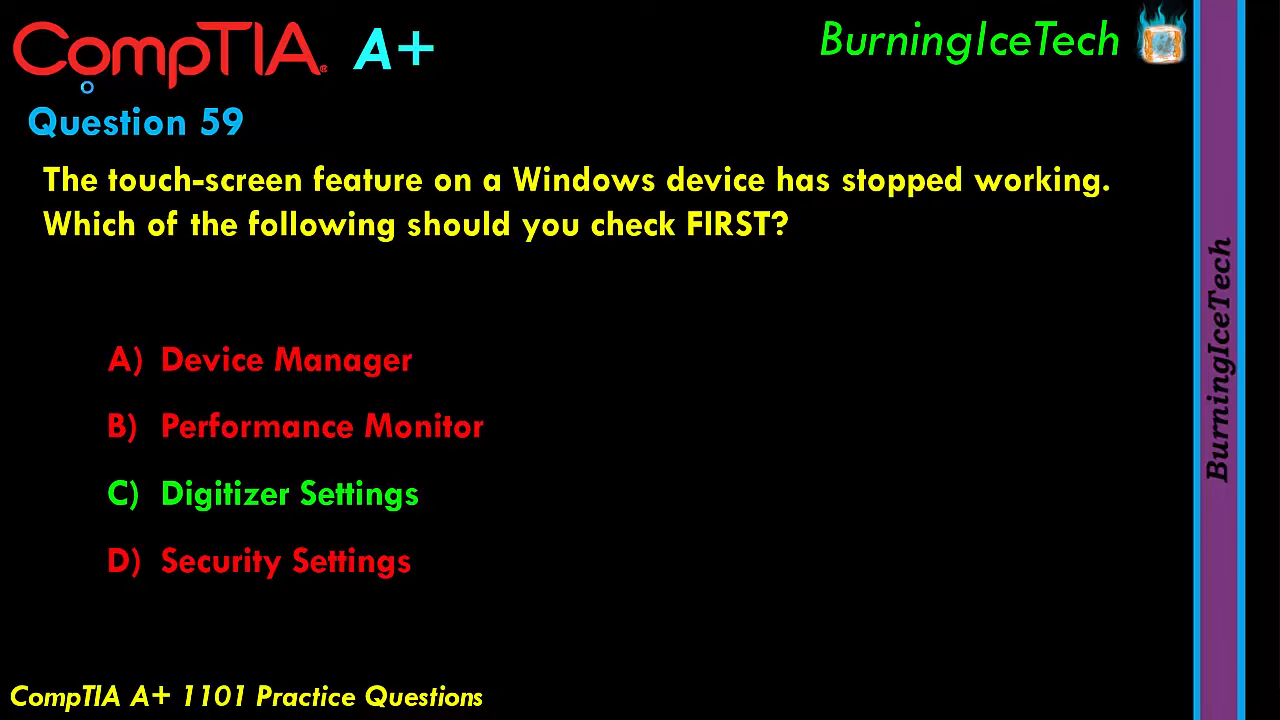 CompTIA® A+
BurningIceTech
Question 59
The touch-screen feature on a Windows device has stopped working.
Which of the following should you check FIRST?
A) Device Manager
B) Performance Monitor
C) Digitizer Settings
D) Security Settings
CompTIA A+ 1101 Practice Questions
BurningIceTech